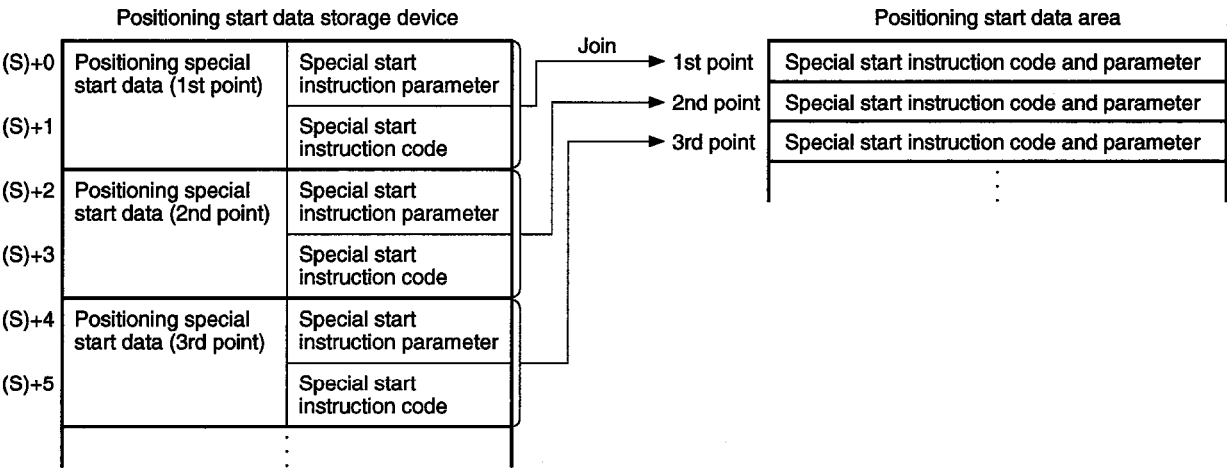 Positioning start data storage device
Positioning start data area
(S)+0
Positioning special
start data (1st point)
Special start
instruction parameter
(S)+1
Special start
instruction code
(S)+2
Positioning special
start data (2nd point)
Special start
instruction parameter
(S)+3
Special start
instruction code
(S)+4
Positioning special
start data (3rd point)
Special start
instruction parameter
(S)+5
Special start
instruction code
Join
1st point
Special start instruction code and parameter
2nd point
Special start instruction code and parameter
3rd point
Special start instruction code and parameter